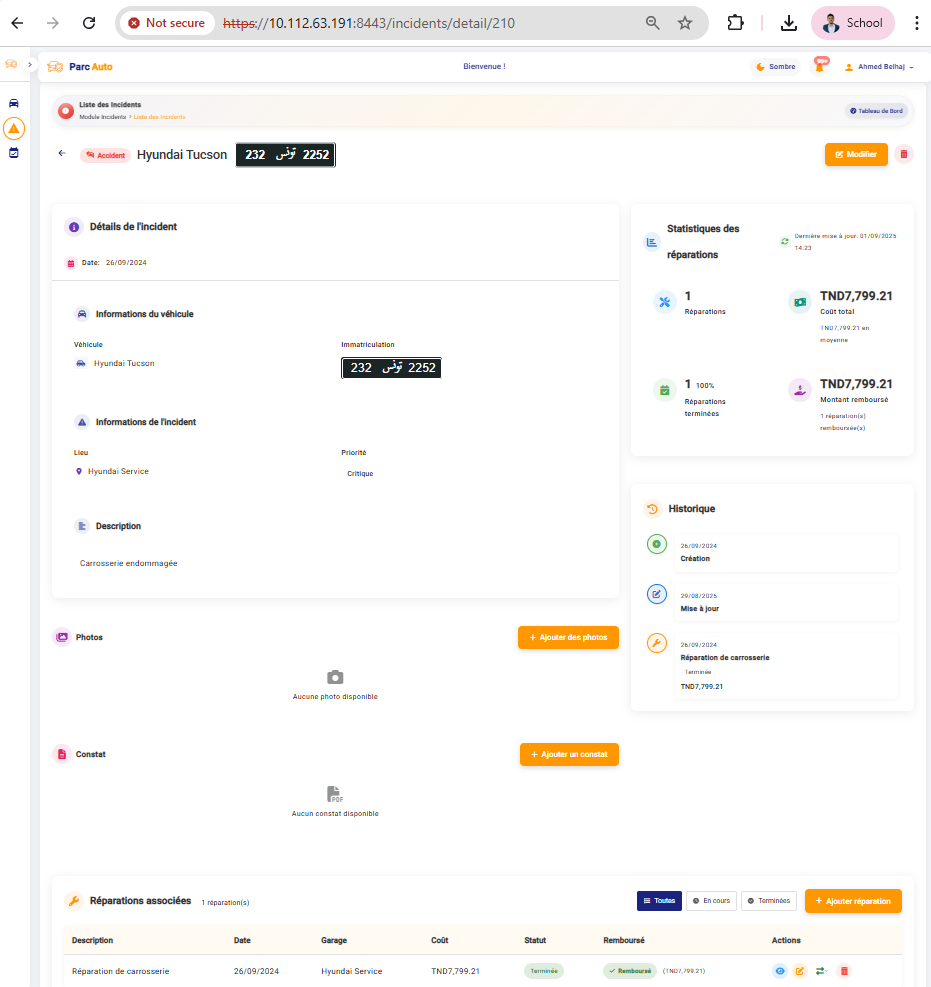 Not secure
https://10.112.63.191:8443/incidents/detail/210
School
Parc Auto
Bienvenue !
Sombre
99+
Ahmed Belhaj
Liste des Incidents
Module Incidents > Liste des Incidents
Tableau de Bord
Accident
Hyundai Tucson
232 تونس 2252
Modifier
Détails de l'incident
Date: 26/09/2024
Informations du véhicule
Véhicule
Immatriculation
Hyundai Tucson
232 تونس 2252
Informations de l'incident
Lieu
Priorité
Hyundai Service
Critique
Description
Carrosserie endommagée
Statistiques des
réparations
Dernière mise à jour: 01/09/2025
14:23
1
Réparations
TND7,799.21
Coût total
TND7,799.21 en
moyenne
1 100%
Réparations
terminées
TND7,799.21
Montant remboursé
1 réparation(s)
remboursée(s)
Historique
26/09/2024
Création
29/08/2025
Mise à jour
26/09/2024
Réparation de carrosserie
Terminée
TND7,799.21
Photos
+ Ajouter des photos
Aucune photo disponible
Constat
+ Ajouter un constat
PDF
Aucun constat disponible
Réparations associées
1 réparation(s)
Toutes
En cours
Terminées
+ Ajouter réparation
Description Date Garage Coût Statut Remboursé Actions
Réparation de carrosserie 26/09/2024 Hyundai Service TND7,799.21 Terminée Remboursé (TND7,799.21)